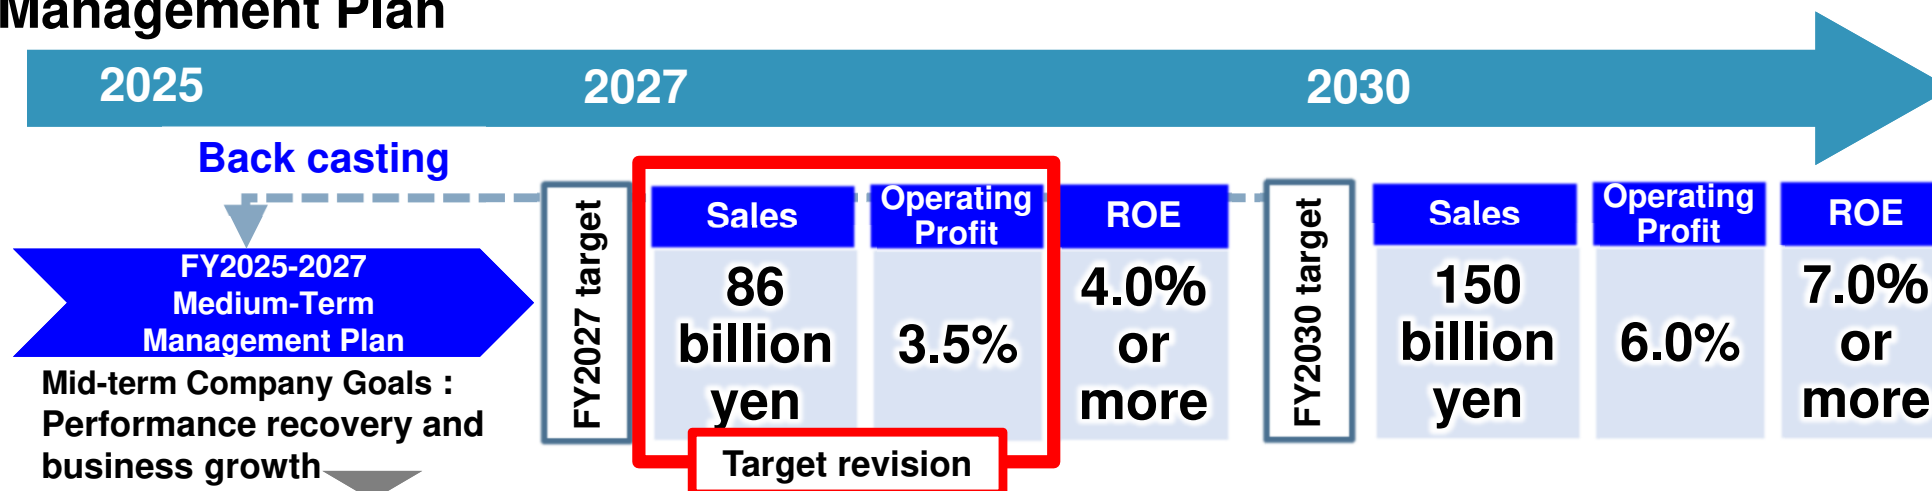 Management Plan
2025
2027
2030
Back casting
FY2025-2027
Medium-Term
Management Plan
Mid-term Company Goals :
Performance recovery and
business growth
FY2027 target
Sales
86
billion
yen
Operating
Profit
3.5%
ROE
4.0%
or
more
Target revision
FY2030 target
Sales
150
billion
yen
Operating
Profit
6.0%
ROE
7.0%
or
more